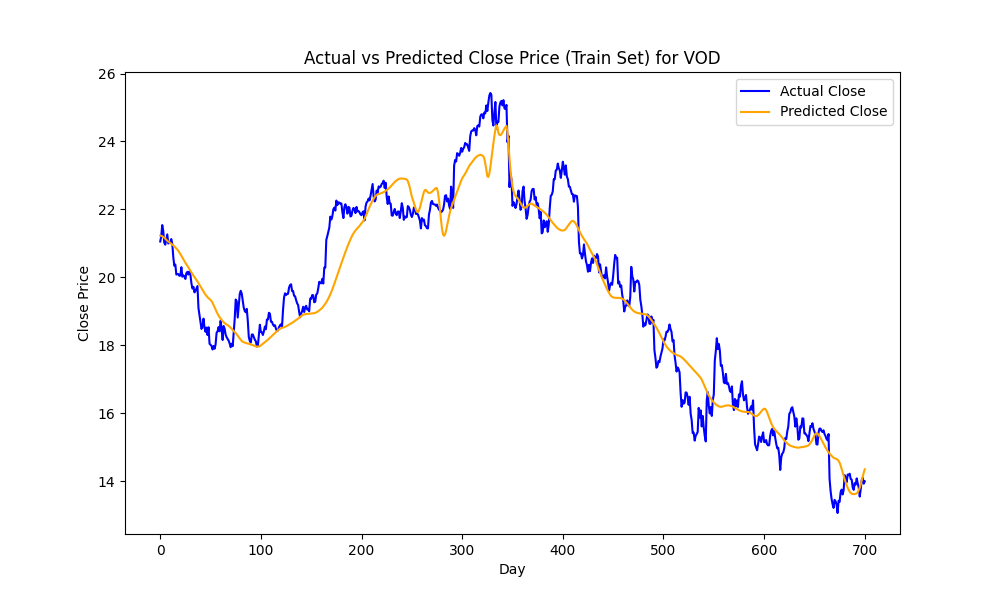 Actual vs Predicted Close Price (Train Set) for VOD
Actual Close
Predicted Close
Close Price
26
24
22
20
18
16
14
0 100 200 300 400 500 600 700
Day